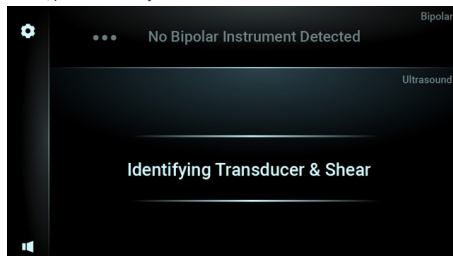 Bipolar
No Bipolar Instrument Detected
Ultrasound
Identifying Transducer & Shear